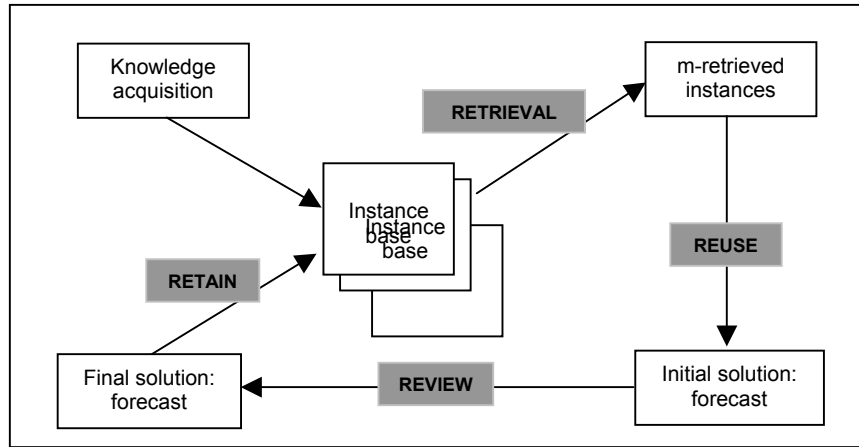 Knowledge
acquisition
m-retrieved
instances
RETRIEVAL
Instance
base
Instance
base
REUSE
RETAIN
Final solution:
forecast
REVIEW
Initial solution:
forecast